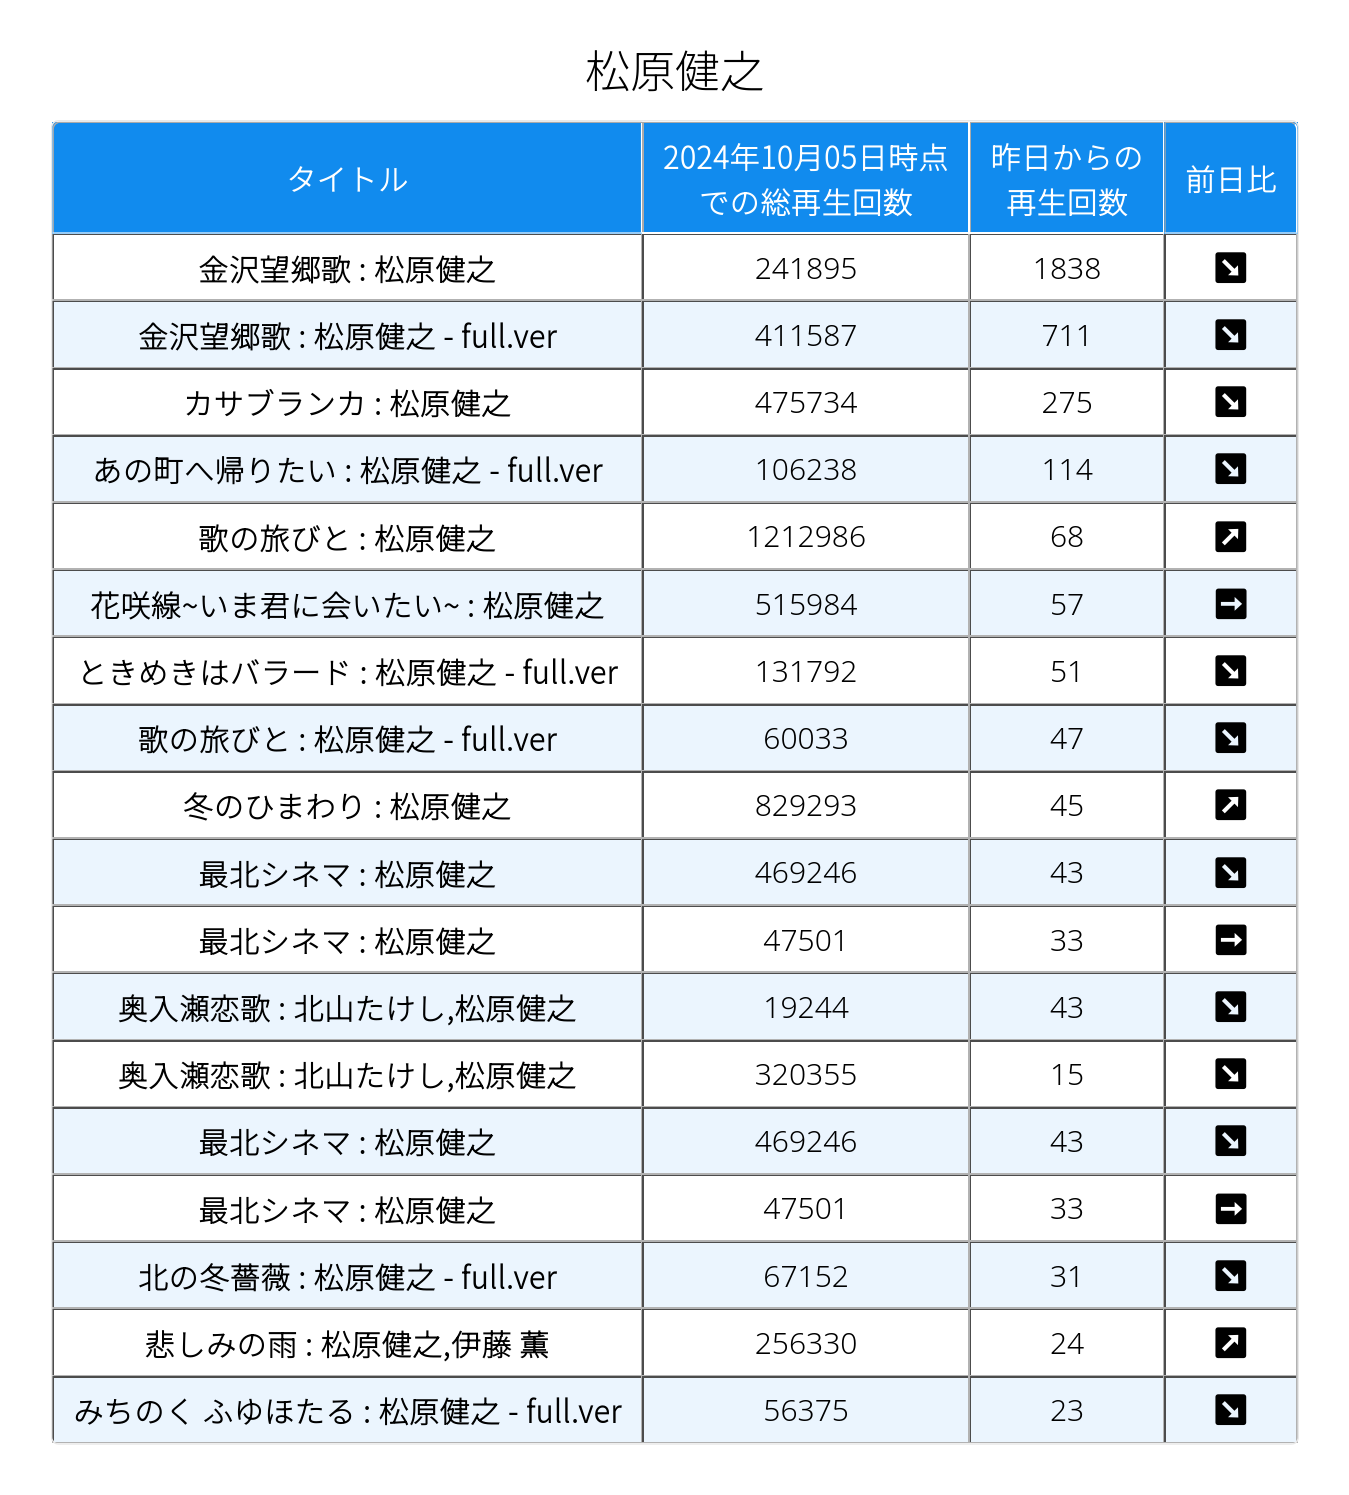 松原健之
タイトル 2024年10月05日時点 昨日からの 前日比
での総再生回数 再生回数
金沢望郷歌 : 松原健之 241895 1838 ↘
金沢望郷歌 : 松原健之 - full.ver 411587 711 ↘
カサブランカ : 松原健之 475734 275 ↘
あの町へ帰りたい : 松原健之 - full.ver 106238 114 ↘
歌の旅びと : 松原健之 1212986 68 ↗
花咲線~いま君に会いたい~ : 松原健之 515984 57 →
ときめきはバラード : 松原健之 - full.ver 131792 51 ↘
歌の旅びと : 松原健之 - full.ver 60033 47 ↘
冬のひまわり : 松原健之 829293 45 ↗
最北シネマ : 松原健之 469246 43 ↘
最北シネマ : 松原健之 47501 33 →
奥入瀬恋歌 : 北山たけし,松原健之 19244 43 ↘
奥入瀬恋歌 : 北山たけし,松原健之 320355 15 ↘
最北シネマ : 松原健之 469246 43 ↘
最北シネマ : 松原健之 47501 33 →
北の冬薔薇 : 松原健之 - full.ver 67152 31 ↘
悲しみの雨 : 松原健之,伊藤 薫 256330 24 ↗
みちのく ふゆほたる : 松原健之 - full.ver 56375 23 ↘